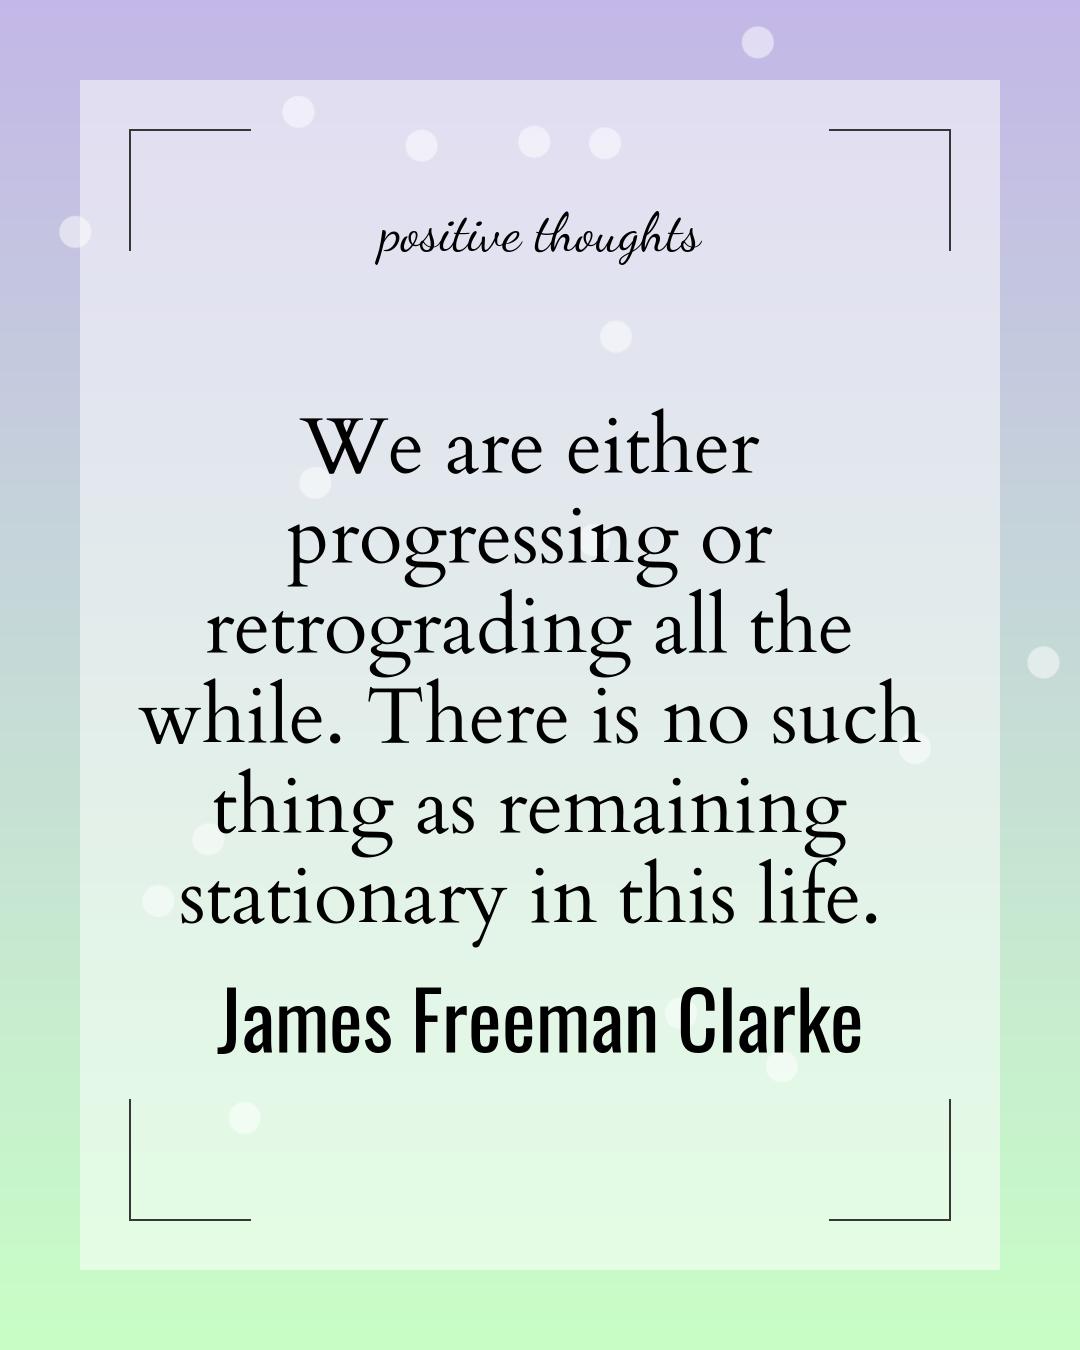 positive thoughts
We are either
progressing or
retrograding all the
while. There is no such
thing as remaining
stationary in this life.
James Freeman Clarke